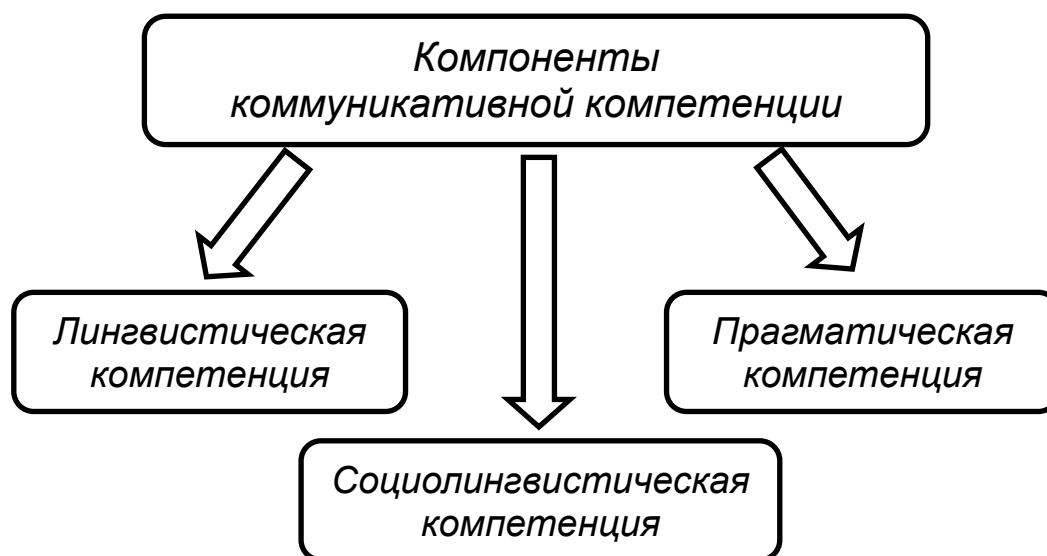 Компоненты
коммуникативной компетенции
Лингвистическая
компетенция
Прагматическая
компетенция
Социолингвистическая
компетенция